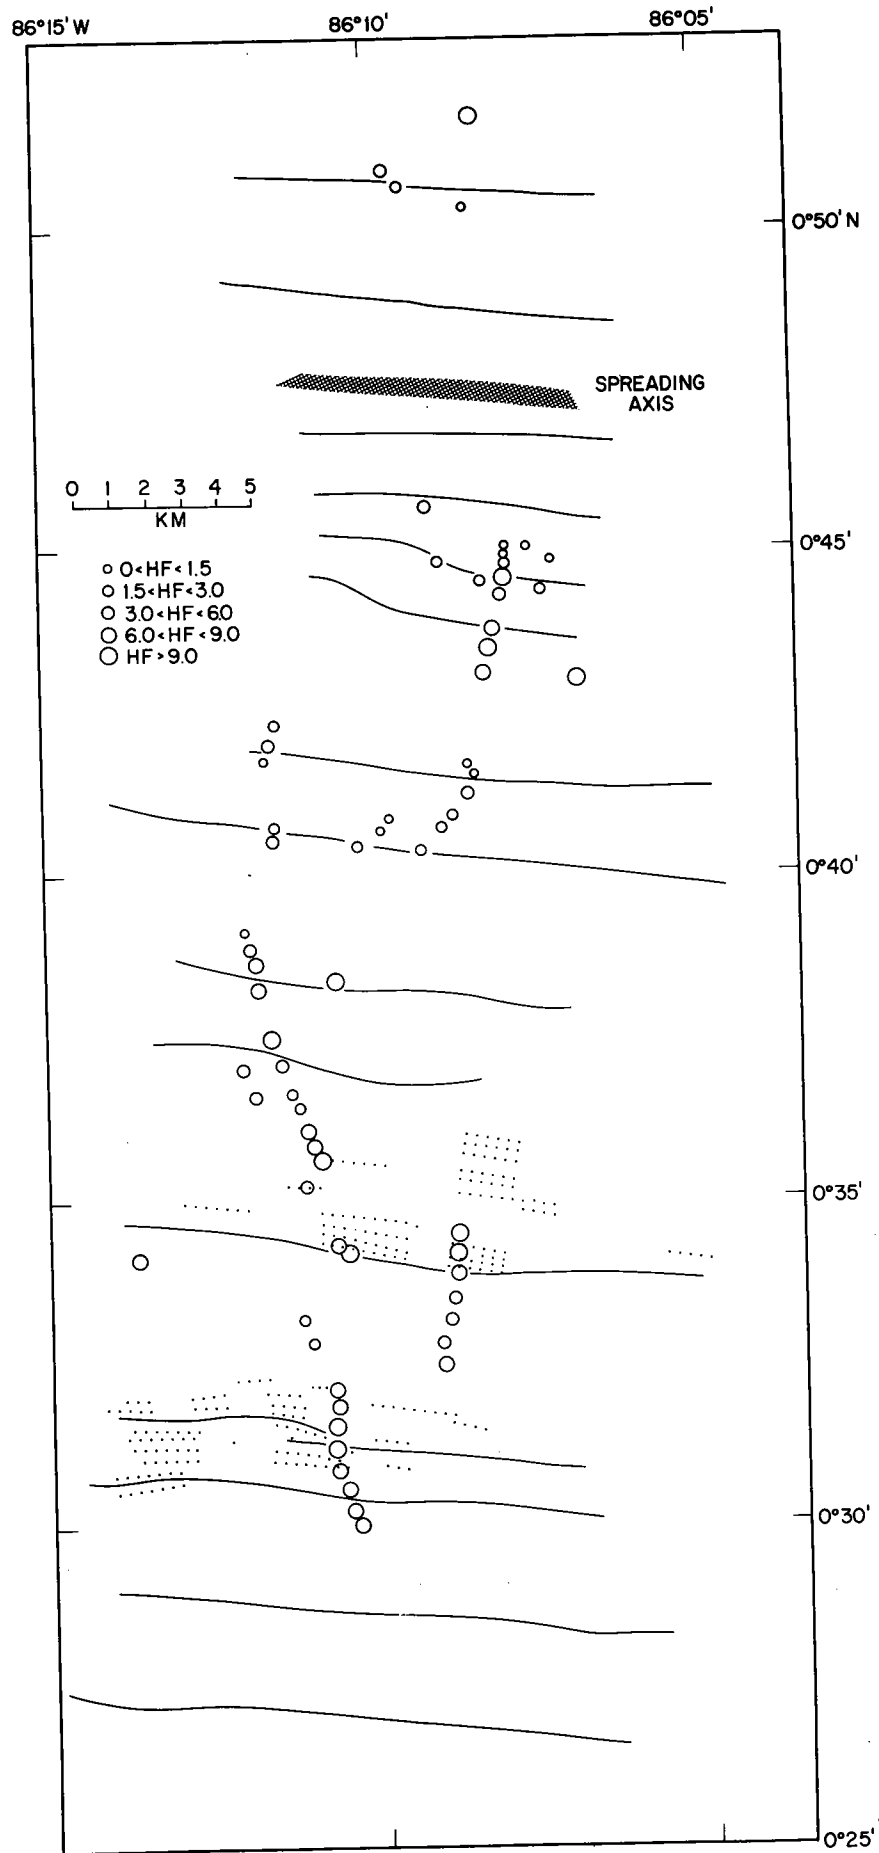 86°15' W 86°10' 86°05'
0°50' N
SPREADING
AXIS
0 1 2 3 4 5
KM
0°45'
0<HF<1.5
1.5<HF<3.0
3.0<HF<6.0
6.0<HF<9.0
HF>9.0
0°40'
0°35'
0°30'
0°25'